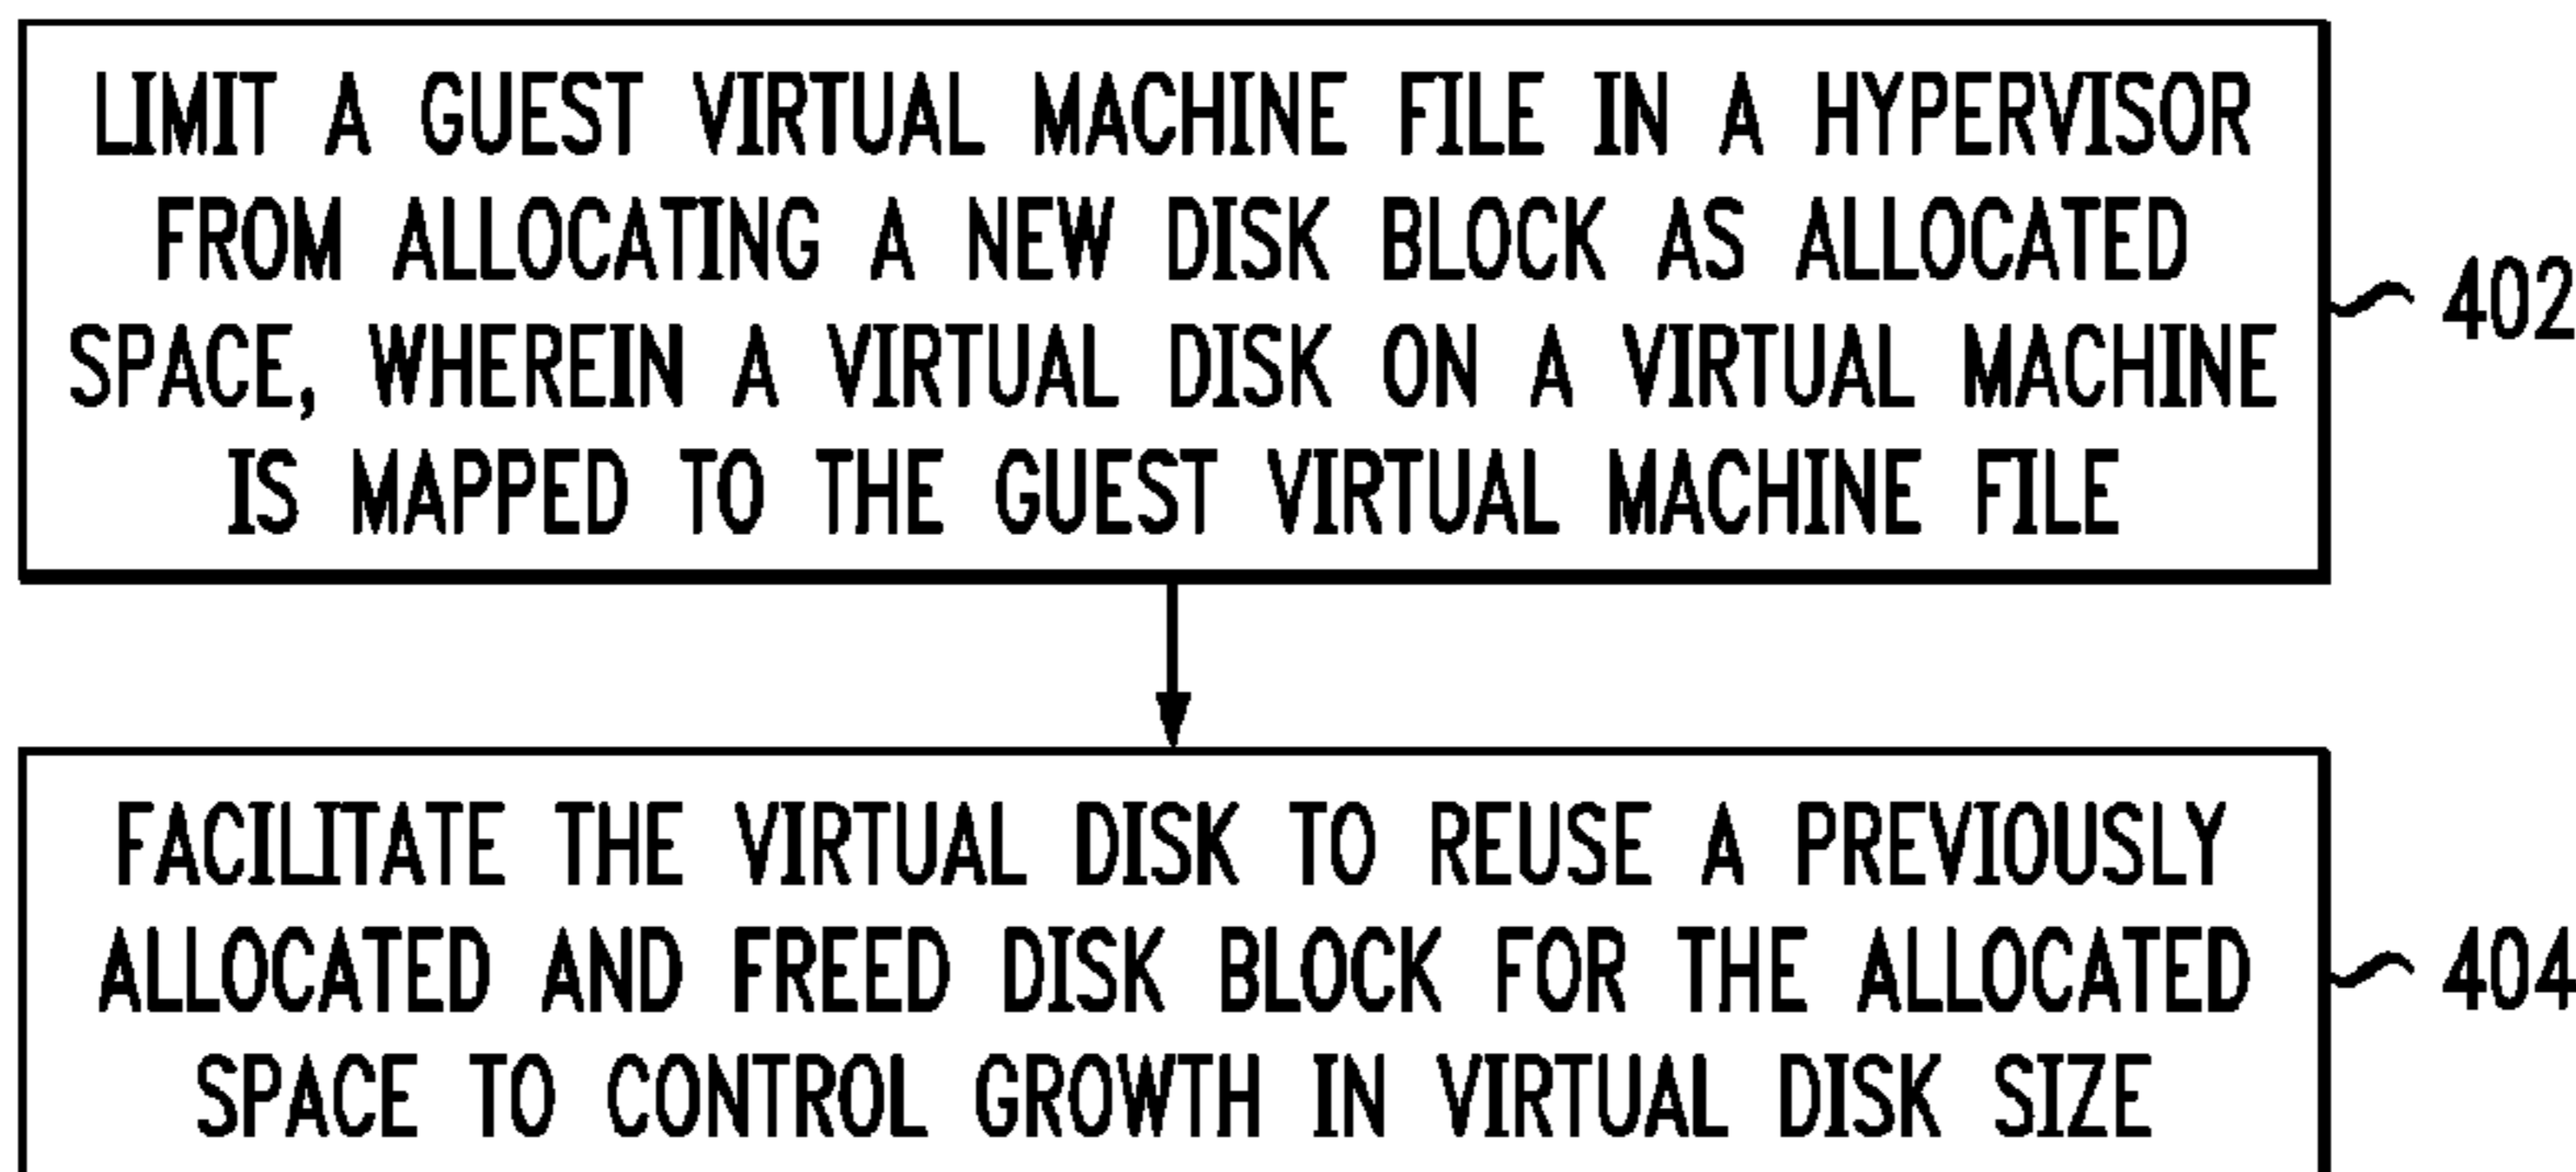 LIMIT A GUEST VIRTUAL MACHINE FILE IN A HYPERVISOR
FROM ALLOCATING A NEW DISK BLOCK AS ALLOCATED
SPACE, WHEREIN A VIRTUAL DISK ON A VIRTUAL MACHINE
IS MAPPED TO THE GUEST VIRTUAL MACHINE FILE
402
FACILITATE THE VIRTUAL DISK TO REUSE A PREVIOUSLY
ALLOCATED AND FREED DISK BLOCK FOR THE ALLOCATED
SPACE TO CONTROL GROWTH IN VIRTUAL DISK SIZE
404